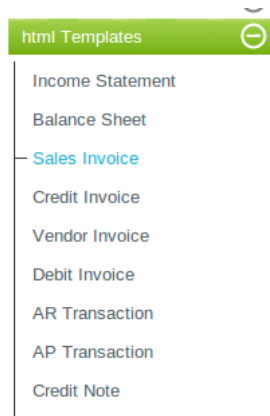 html Templates
Income Statement
Balance Sheet
Sales Invoice
Credit Invoice
Vendor Invoice
Debit Invoice
AR Transaction
AP Transaction
Credit Note